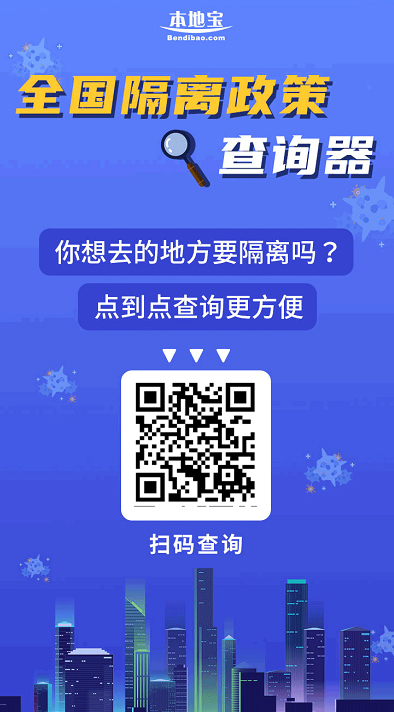 本地宝
Bendibao.com
全国隔离政策
查询器
你想去的地方要隔离吗？
点到点查询更方便
扫码查询